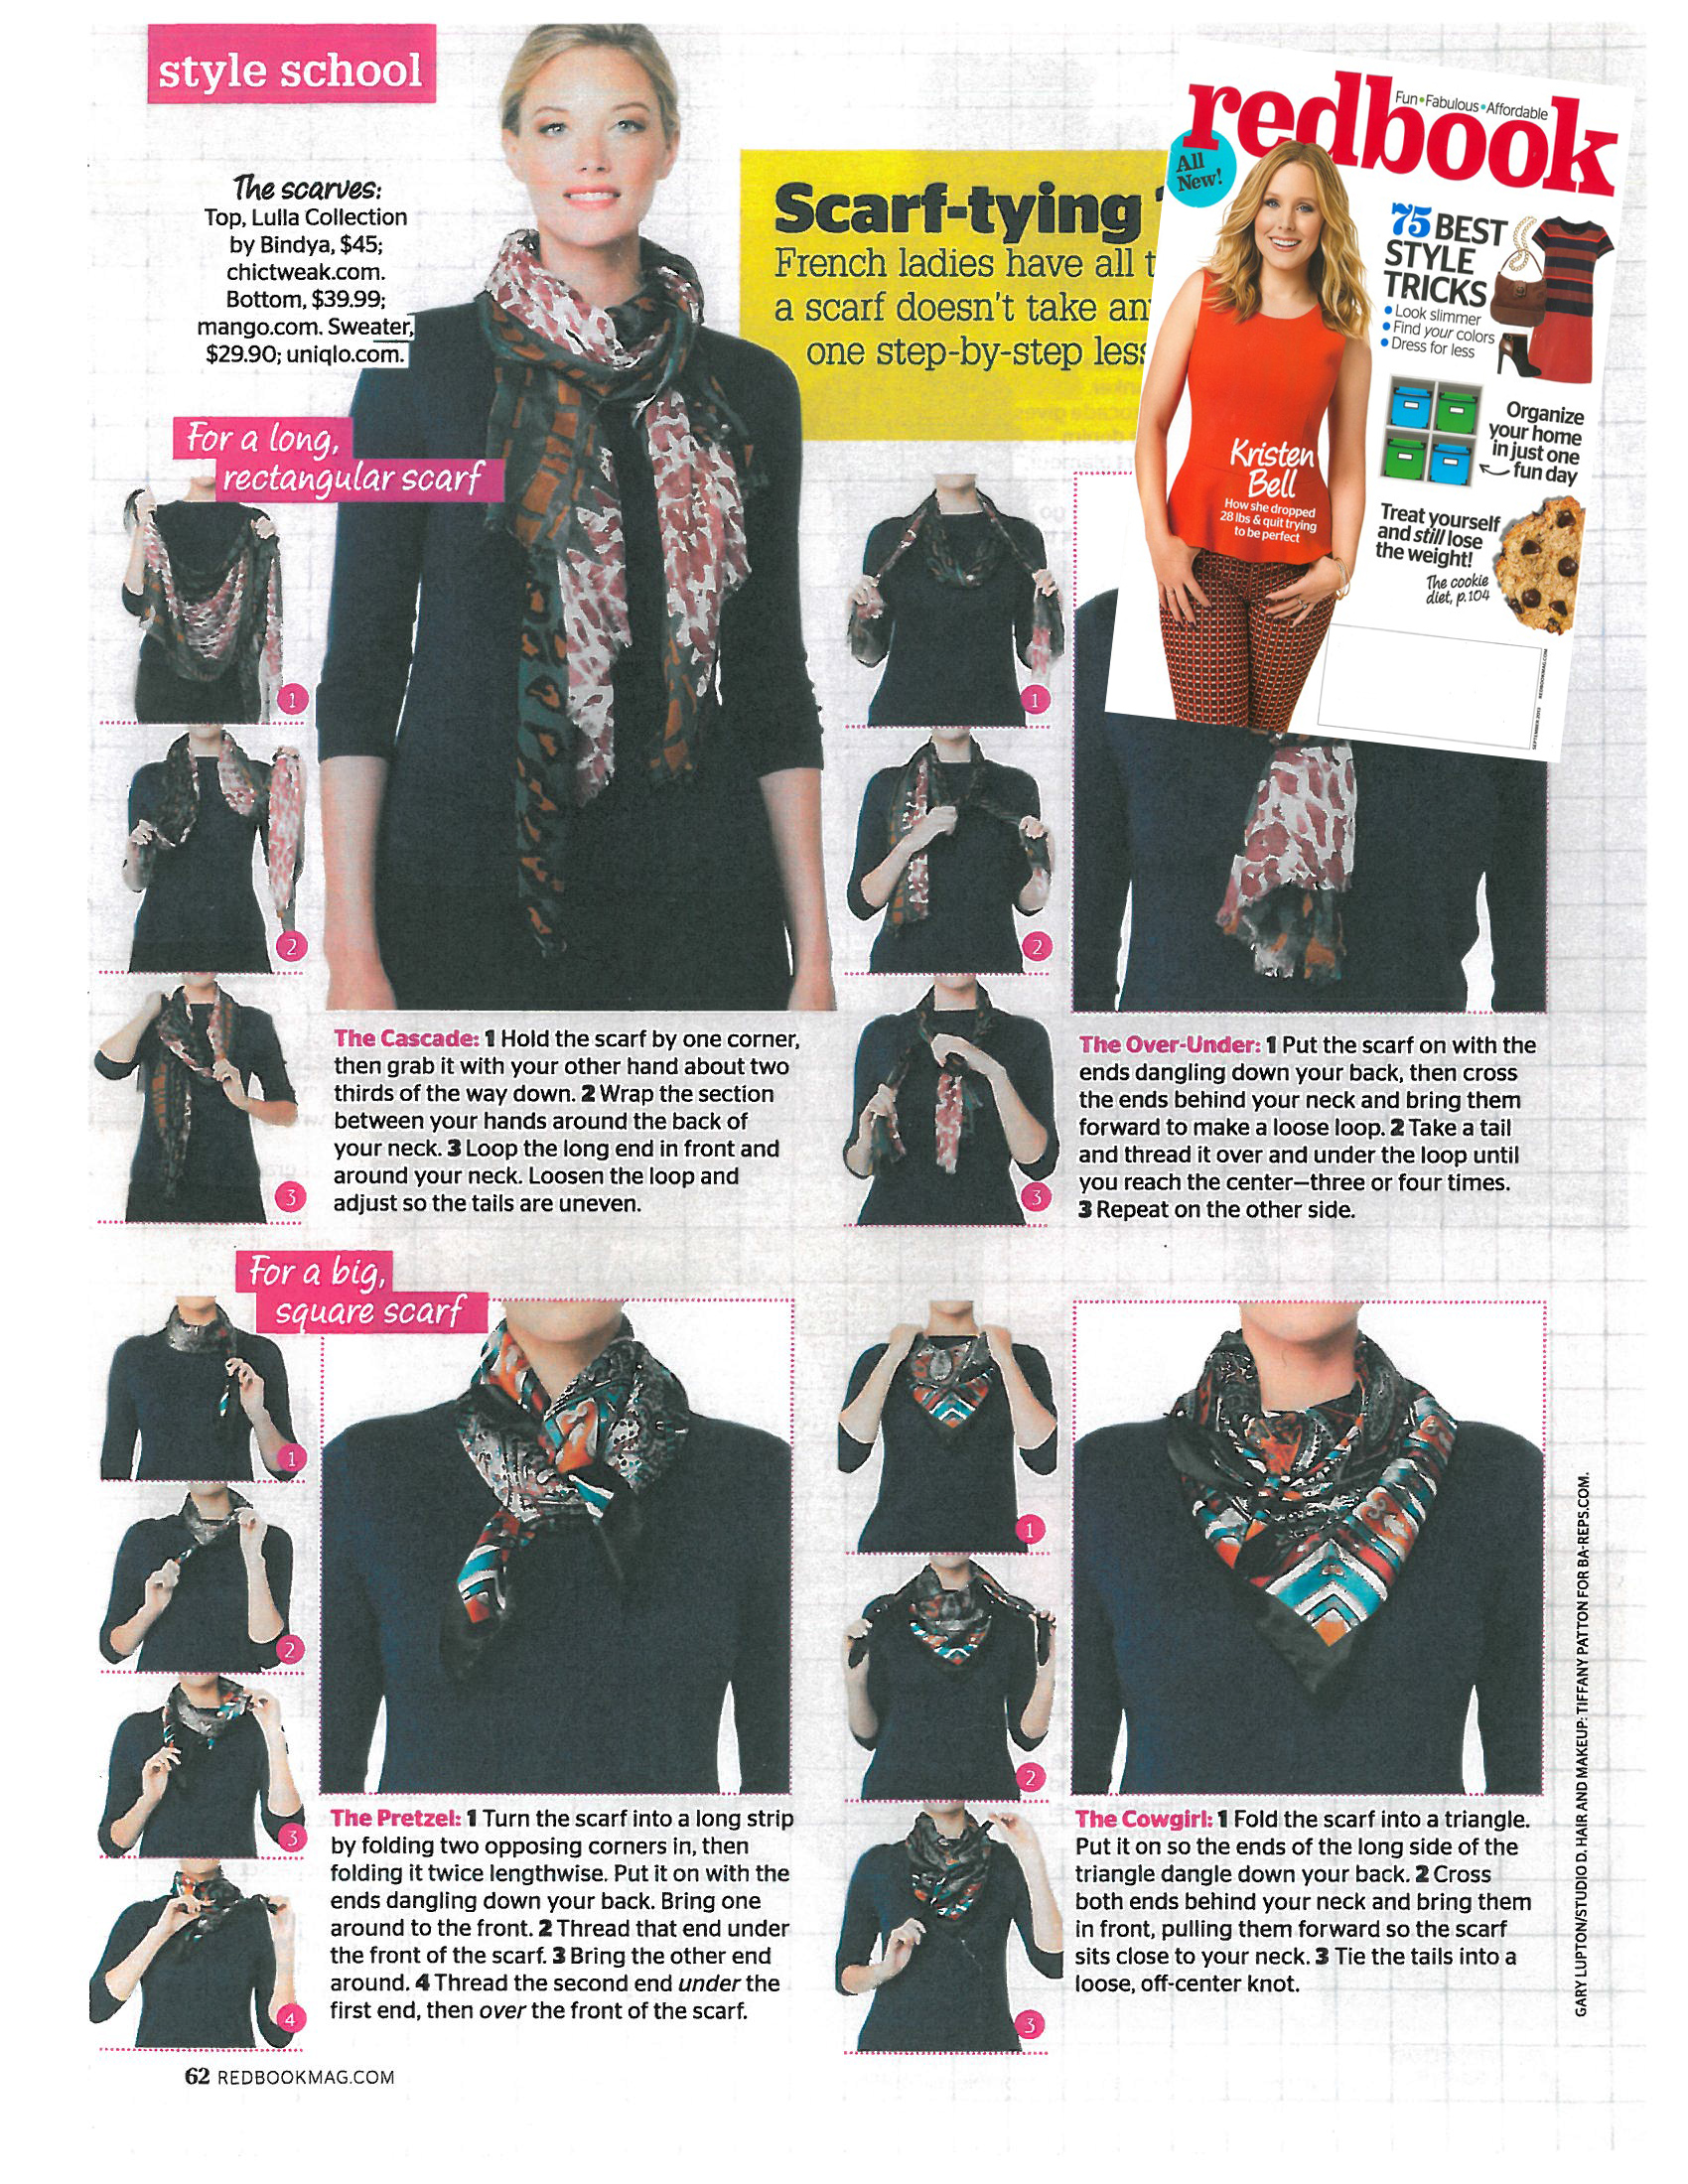 style school
The scarves:
Top, Lulla Collection
by Bindya, $45;
chictweak.com.
Bottom, $39.99;
mango.com. Sweater,
$29.90; uniqlo.com.
Scarf-tying
French ladies have all t
a scarf doesn't take an
one step-by-step less
redbook
Fun•Fabulous•Affordable
All
New!
75 BEST
STYLE
TRICKS
• Look slimmer
• Find your colors
• Dress for less
Organize
your home
in just one
fun day
Kristen
Bell
How she dropped
28 lbs & quit trying
to be perfect
Treat yourself
and still lose
the weight!
The cookie
diet, p.104
SEPTEMBER 2013 REDBOOKMAG.COM
For a long,
rectangular scarf
1
2
3
The Cascade: 1 Hold the scarf by one corner,
then grab it with your other hand about two
thirds of the way down. 2 Wrap the section
between your hands around the back of
your neck. 3 Loop the long end in front and
around your neck. Loosen the loop and
adjust so the tails are uneven.
1
2
3
The Over-Under: 1 Put the scarf on with the
ends dangling down your back, then cross
the ends behind your neck and bring them
forward to make a loose loop. 2 Take a tail
and thread it over and under the loop until
you reach the center—three or four times.
3 Repeat on the other side.
For a big,
square scarf
1
2
3
4
The Pretzel: 1 Turn the scarf into a long strip
by folding two opposing corners in, then
folding it twice lengthwise. Put it on with the
ends dangling down your back. Bring one
around to the front. 2 Thread that end under
the front of the scarf. 3 Bring the other end
around. 4 Thread the second end under the
first end, then over the front of the scarf.
1
2
3
The Cowgirl: 1 Fold the scarf into a triangle.
Put it on so the ends of the long side of the
triangle dangle down your back. 2 Cross
both ends behind your neck and bring them
in front, pulling them forward so the scarf
sits close to your neck. 3 Tie the tails into a
loose, off-center knot.
GARY LUPTON/STUDIO D. HAIR AND MAKEUP: TIFFANY PATTON FOR BA-REPS.COM.
62 REDBOOKMAG.COM